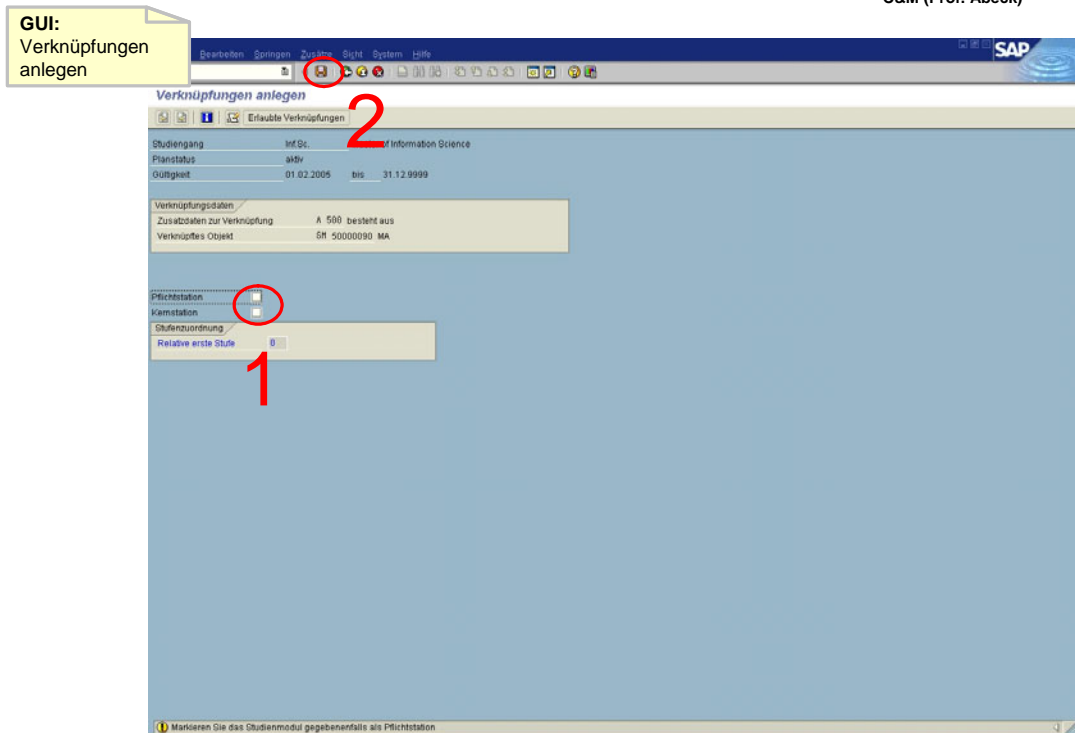 C&M (Prof. Abeck)
GUI:
Verknüpfungen
anlegen
Bearbeiten Springen Zusätze Sicht System Hilfe
SAP
Verknüpfungen anlegen
Erlaubte Verknüpfungen
2
Studiengang Inf.Sc. of Information Science
Planstatus aktiv
Gültigkeit 01.02.2005 bis 31.12.9999
Verknüpfungsdaten
Zusatzdaten zur Verknüpfung A 500 besteht aus
Verknüpftes Objekt SM 50000090 MA
Pflichtstation
Kernstation
Stufenzuordnung
Relative erste Stufe 0
1
Markieren Sie das Studienmodul gegebenenfalls als Pflichtstation